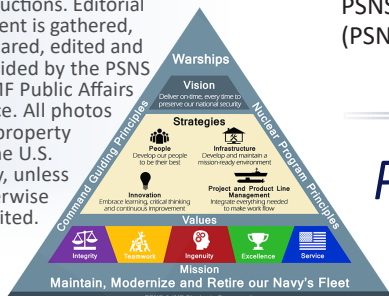 uctions. Editorial
ent is gathered,
ared, edited and
ided by the PSNS
MF Public Affairs
ce. All photos
property
he U.S.
y, unless
erwise
ited.
PSNS
(PSN
Warships
Vision
Deliver on-time, every time to
preserve our national security
Command Guiding Principles
Nuclear Program Principles
Strategies
People
Develop our people
to be their best
Infrastructure
Develop and maintain a
mission-ready environment
Innovation
Embrace learning, critical thinking
and continuous improvement
Project and Product Line
Management
Integrate everything needed
to make work flow
Values
Integrity
Teamwork
Ingenuity
Excellence
Service
Mission
Maintain, Modernize and Retire our Navy's Fleet